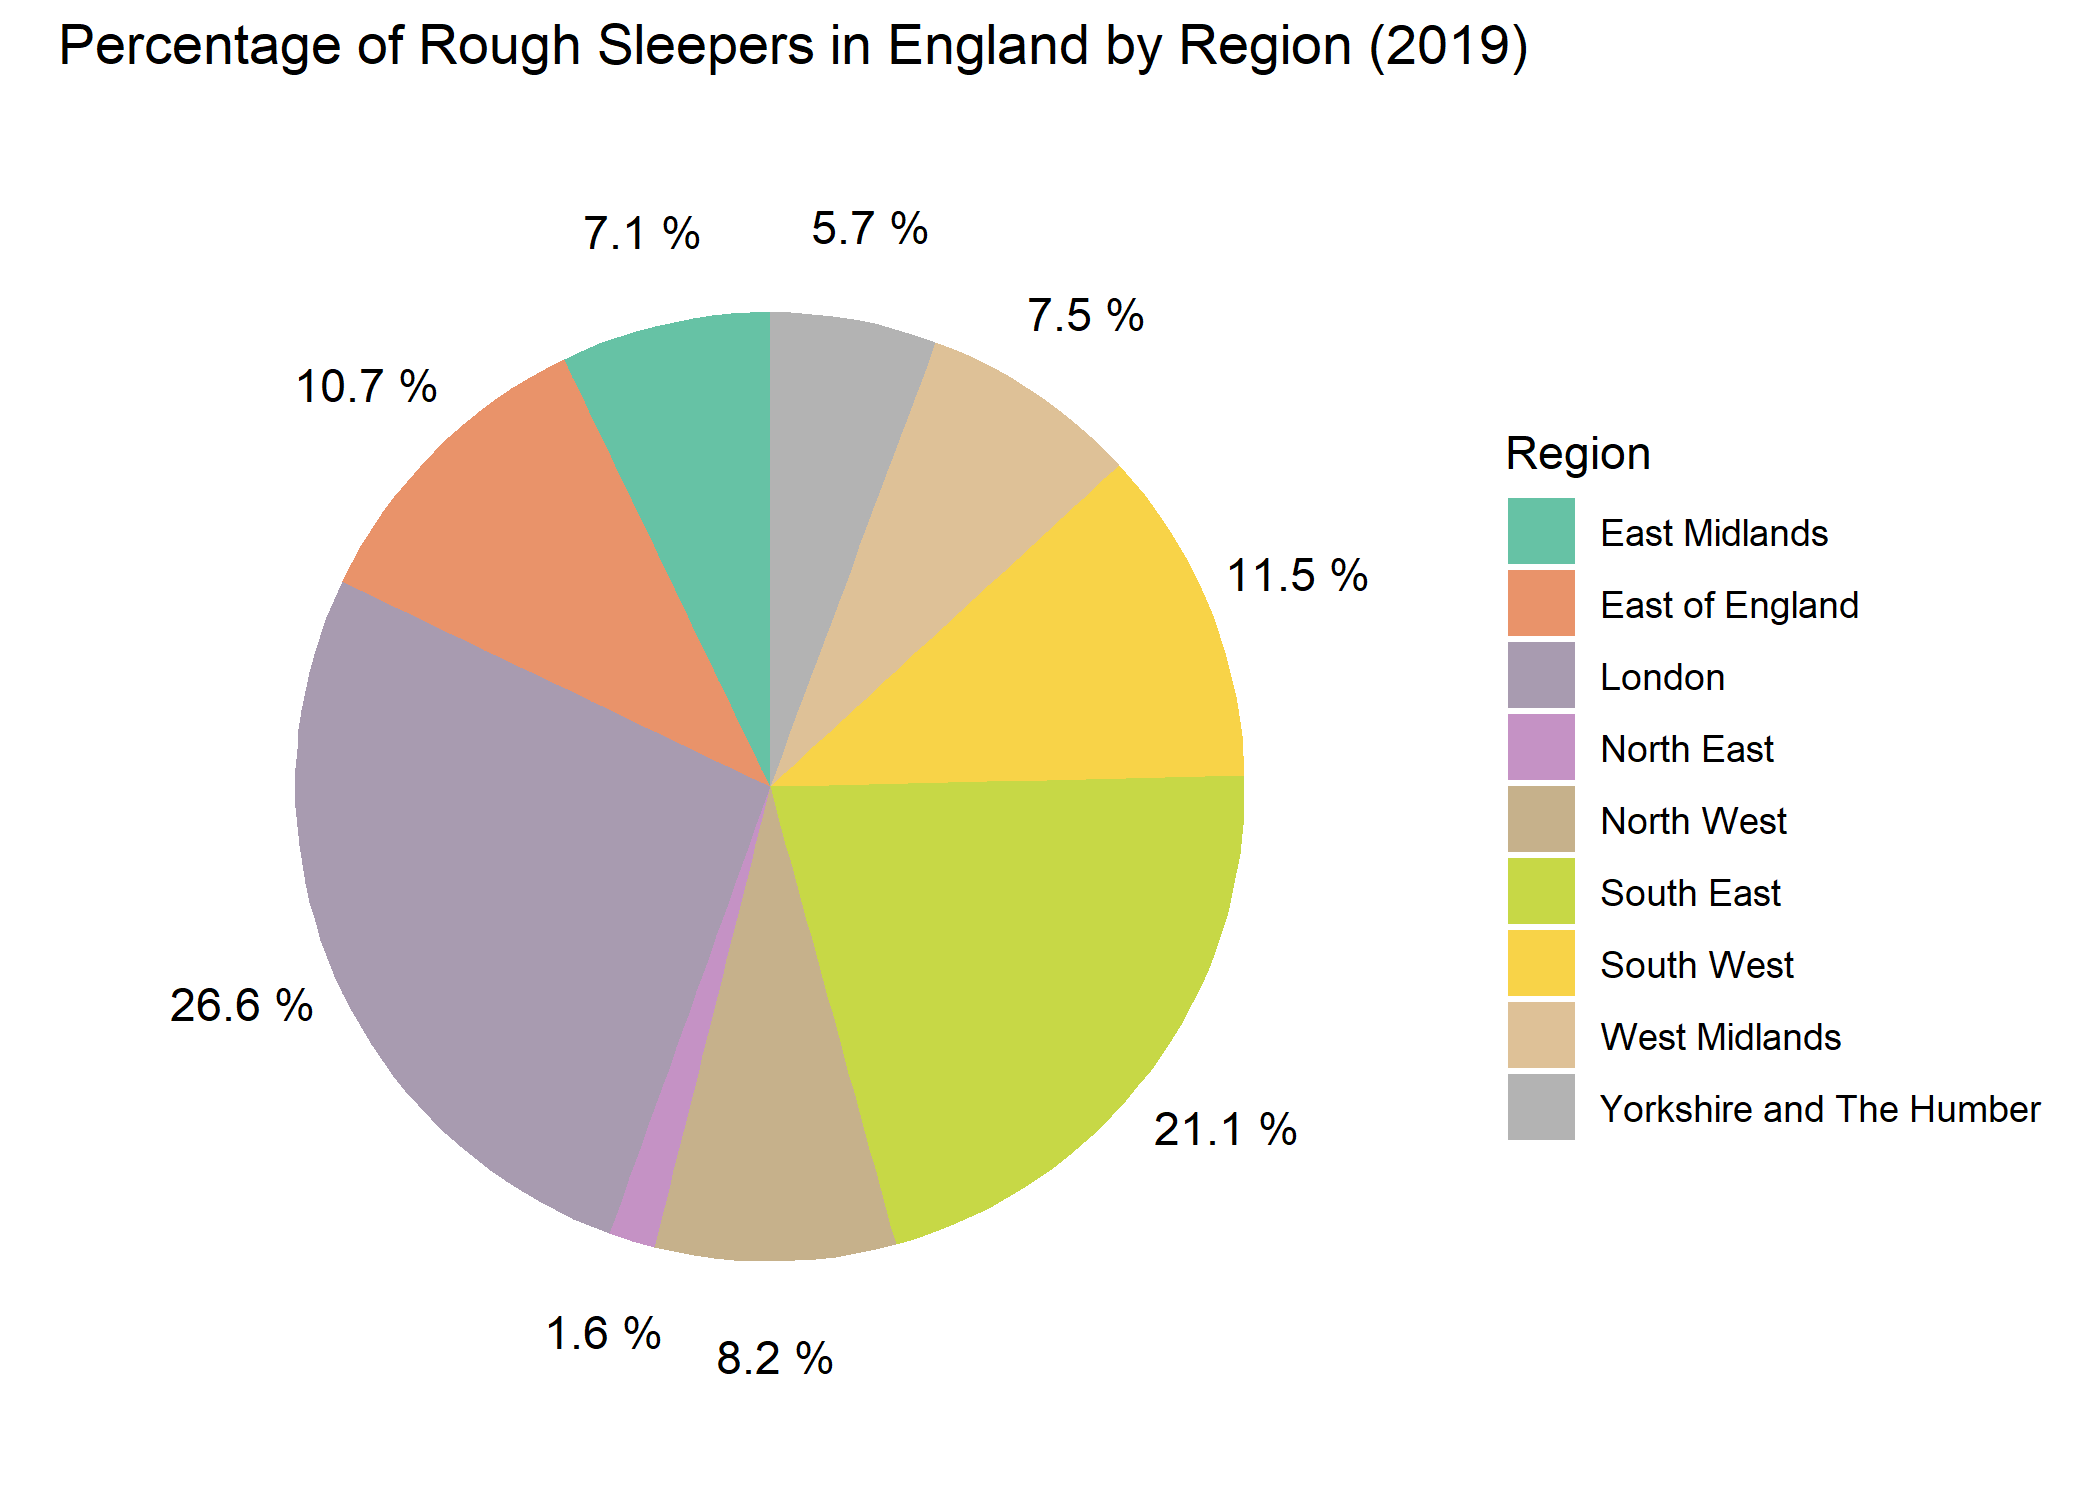 Percentage of Rough Sleepers in England by Region (2019)
7.1 %
5.7 %
7.5 %
10.7 %
11.5 %
26.6 %
21.1 %
1.6 %
8.2 %
Region
East Midlands
East of England
London
North East
North West
South East
South West
West Midlands
Yorkshire and The Humber